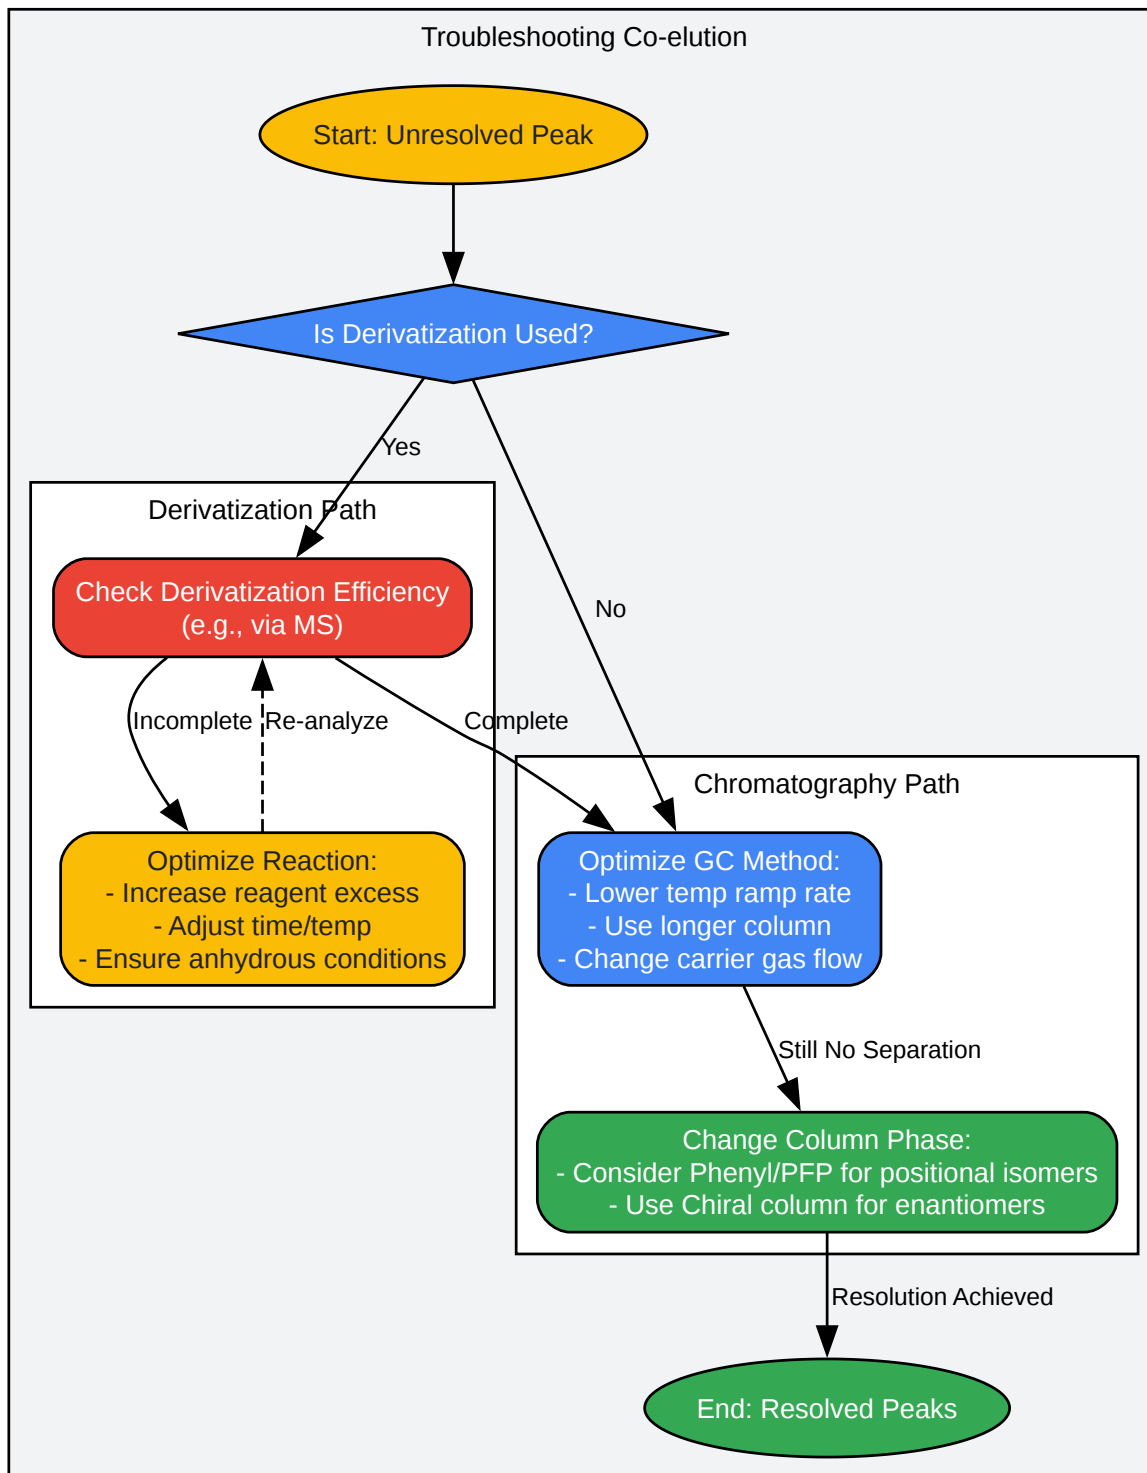 Troubleshooting Co-elution
Start: Unresolved Peak
Is Derivatization Used?
Yes
No
Derivatization Path
Check Derivatization Efficiency
(e.g., via MS)
Incomplete
Re-analyze
Complete
Optimize Reaction:
- Increase reagent excess
- Adjust time/temp
- Ensure anhydrous conditions
Chromatography Path
Optimize GC Method:
- Lower temp ramp rate
- Use longer column
- Change carrier gas flow
Still No Separation
Change Column Phase:
- Consider Phenyl/PFP for positional isomers
- Use Chiral column for enantiomers
Resolution Achieved
End: Resolved Peaks